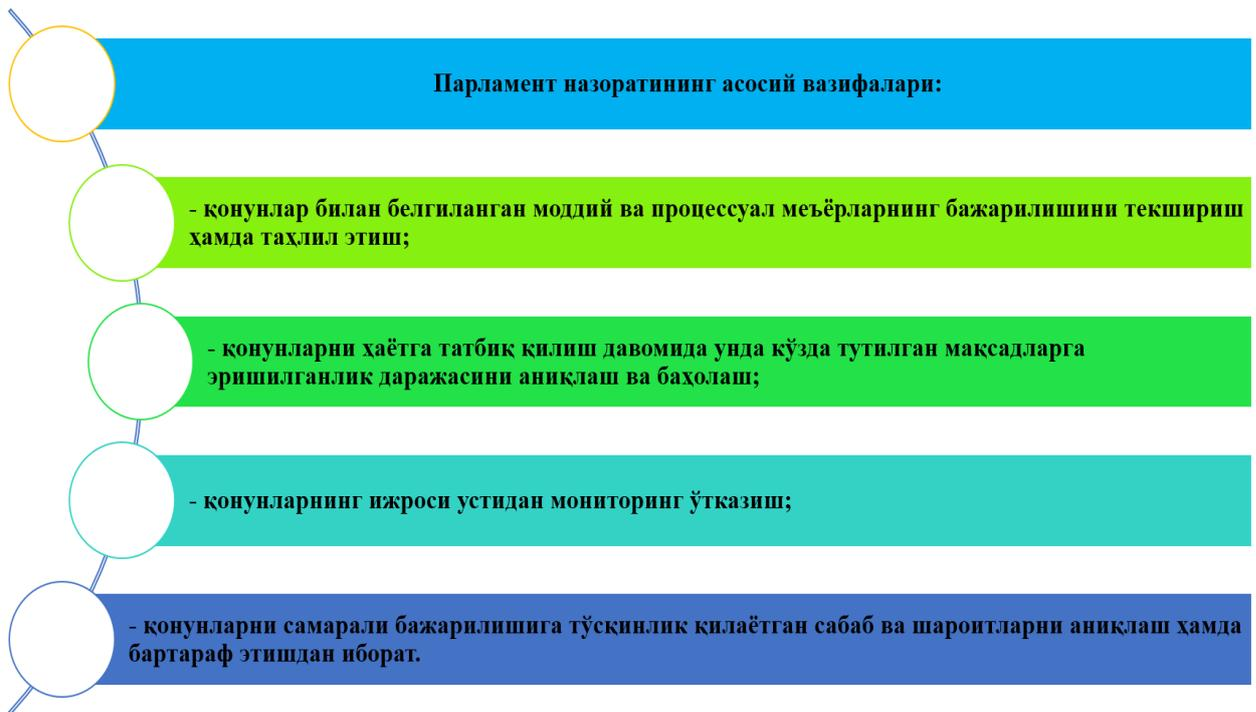 Парламент назоратининг асосий вазифалари:
- қонунлар билан белгиланган моддий ва процессуал меъёрларнинг бажарилишини текшириш
ҳамда таҳлил этиш;
- қонунларни ҳаётга татбиқ қилиш давомида унда кўзда тутилган мақсадларга
эришилганлик даражасини аниқлаш ва баҳолаш;
- қонунларнинг ижроси устидан мониторинг ўтказиш;
- қонунларни самарали бажарилишига тўсқинлик қилаётган сабаб ва шароитларни аниқлаш ҳамда
бартараф этишдан иборат.